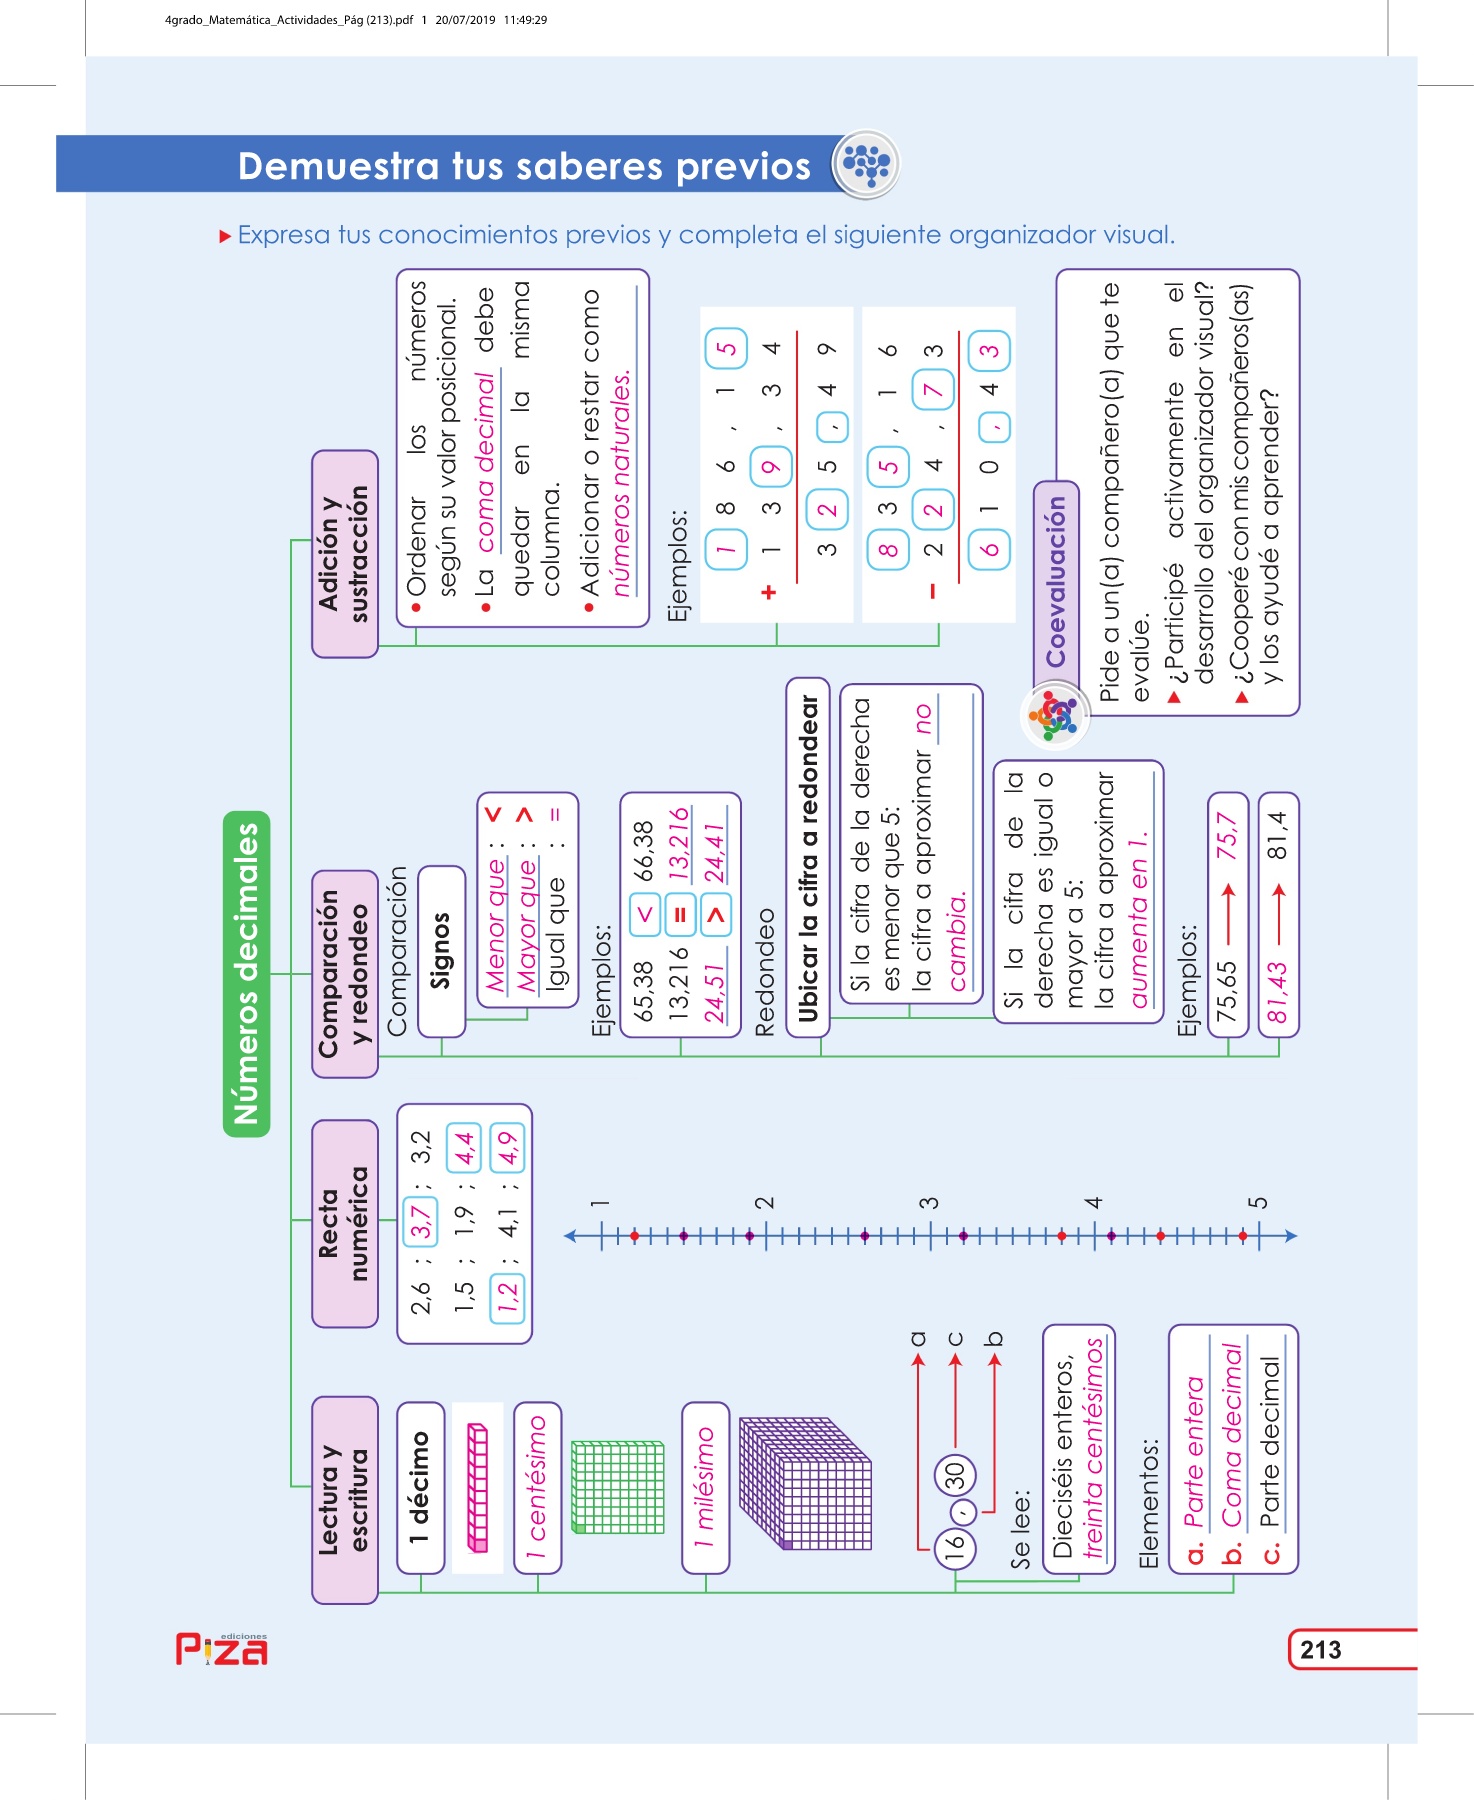 4grado_Matemática_Actividades_Pág (213).pdf 1 20/07/2019 11:49:29
Demuestra tus saberes previos
Expresa tus conocimientos previos y completa el siguiente organizador visual.
Números decimales
Lectura y
escritura
1 décimo
1 centésimo
1 milésimo
16 , 30
a
c
b
Se lee:
Dieciséis enteros,
treinta centésimos
Elementos:
a. Parte entera
b. Coma decimal
c. Parte decimal
Recta
numérica
2,6 ; 3,7 ; 3,2
1,5 ; 1,9 ; 4,4
1,2 ; 4,1 ; 4,9
1 2 3 4 5
Comparación
y redondeo
Comparación
Signos
Menor que : <
Mayor que : >
Igual que : =
Ejemplos:
65,38 < 66,38
13,216 = 13,216
24,51 > 24,41
Redondeo
Ubicar la cifra a redondear
Si la cifra de la derecha
es menor que 5:
la cifra a aproximar no
cambia.
Si la cifra de la
derecha es igual o
mayor a 5:
la cifra a aproximar
aumenta en 1.
Ejemplos:
75,65 75,7
81,43 81,4
Adición y
sustracción
• Ordenar los números
según su valor posicional.
• La coma decimal debe
quedar en la misma
columna.
• Adicionar o restar como
números naturales.
Ejemplos:
1 8 6 , 1 5
+ 1 3 9 , 3 4
3 2 5 , 4 9
8 3 5 , 1 6
− 2 2 4 , 7 3
6 1 0 , 4 3
Coevaluación
Pide a un(a) compañero(a) que te
evalúe.
¿Participé activamente en el
desarrollo del organizador visual?
¿Cooperé con mis compañeros(as)
y los ayudé a aprender?
ediciones
Piza
213